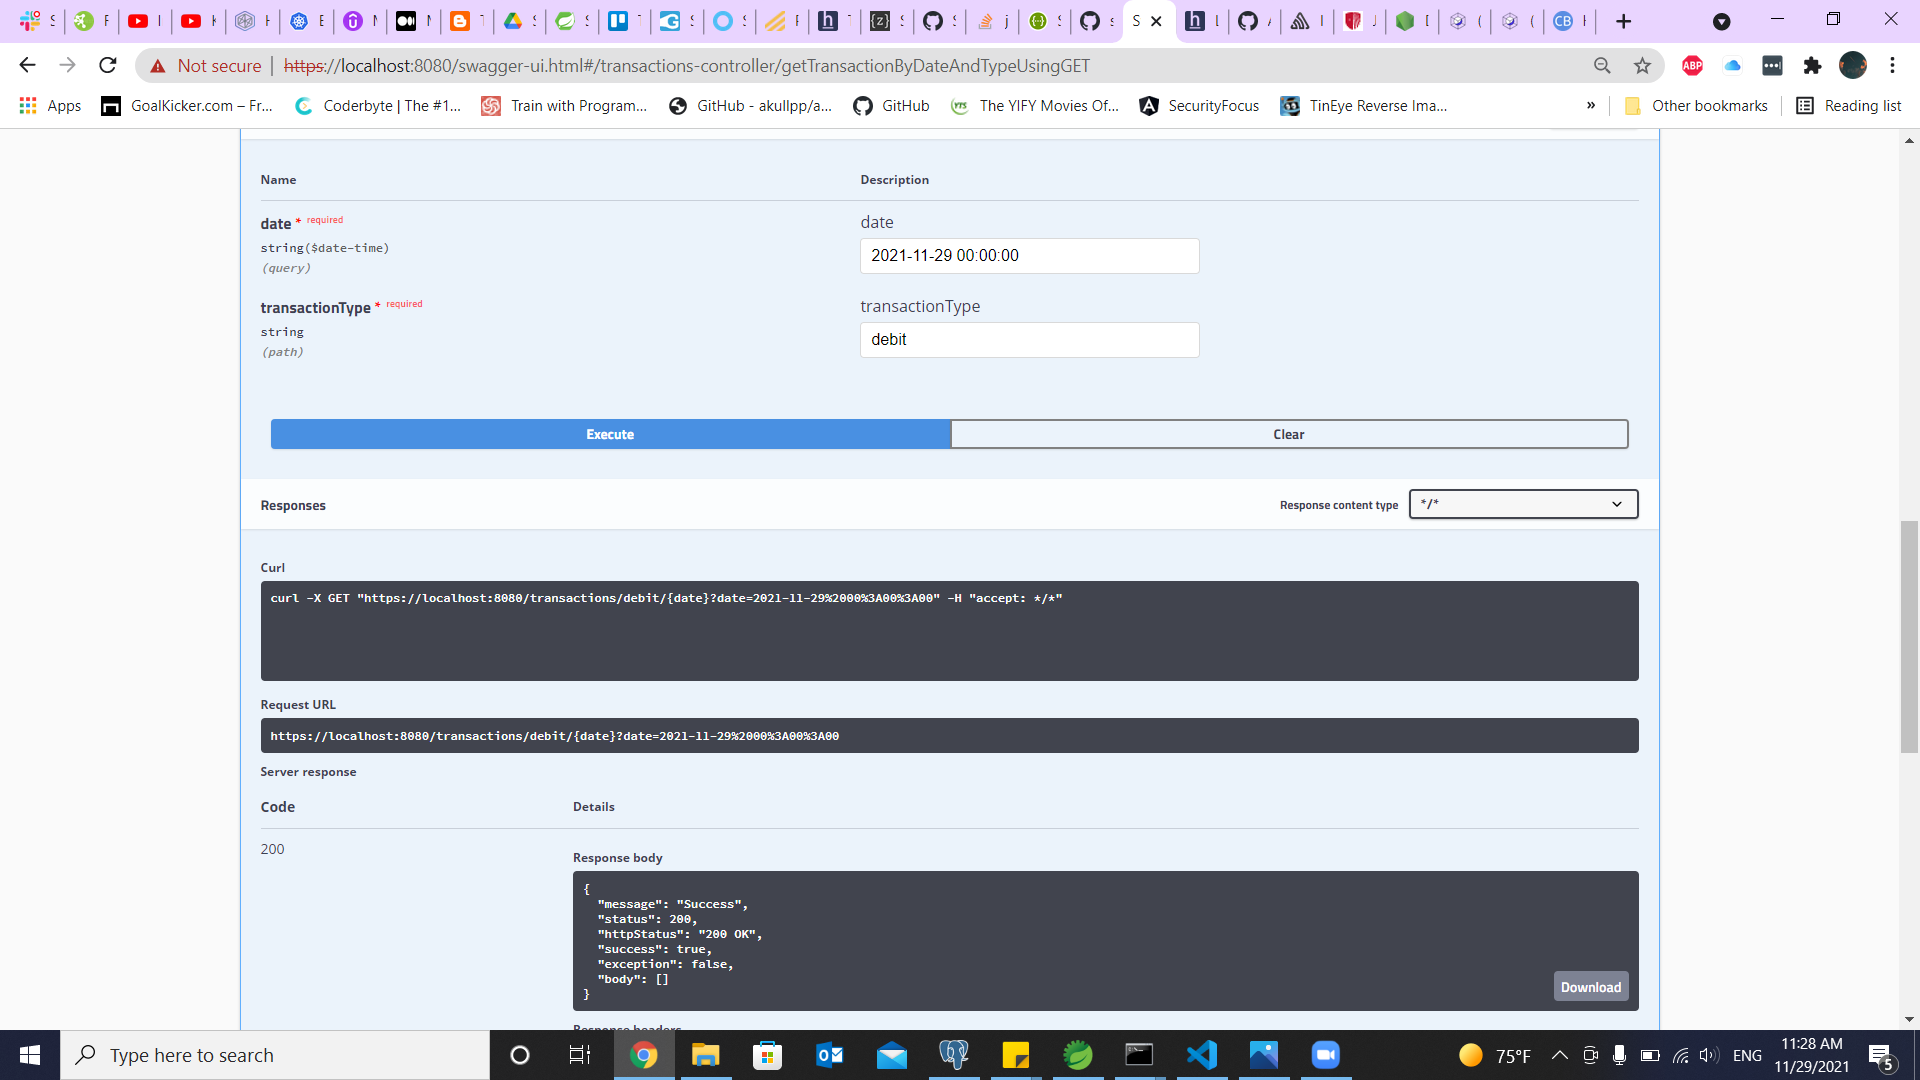 Not secure | https://localhost:8080/swagger-ui.html#/transactions-controller/getTransactionByDateAndTypeUsingGET
ABP
Apps
GoalKicker.com – Fr...
Coderbyte | The #1...
Train with Program...
GitHub - akullpp/a...
GitHub
YTS
The YIFY Movies Of...
SecurityFocus
TinEye Reverse Ima...
»
Other bookmarks
Reading list
Name
Description
date * required
string($date-time)
(query)
date
2021-11-29 00:00:00
transactionType * required
string
(path)
transactionType
debit
Execute
Clear
Responses
Response content type
*/*
Curl
curl -X GET "https://localhost:8080/transactions/debit/{date}?date=2021-11-29%2000%3A00%3A00" -H "accept: */*"
Request URL
https://localhost:8080/transactions/debit/{date}?date=2021-11-29%2000%3A00%3A00
Server response
Code
Details
200
Response body
{
"message": "Success",
"status": 200,
"httpStatus": "200 OK",
"success": true,
"exception": false,
"body": []
}
Download
Response headers
Type here to search
75°F
ENG
11:28 AM
11/29/2021
5